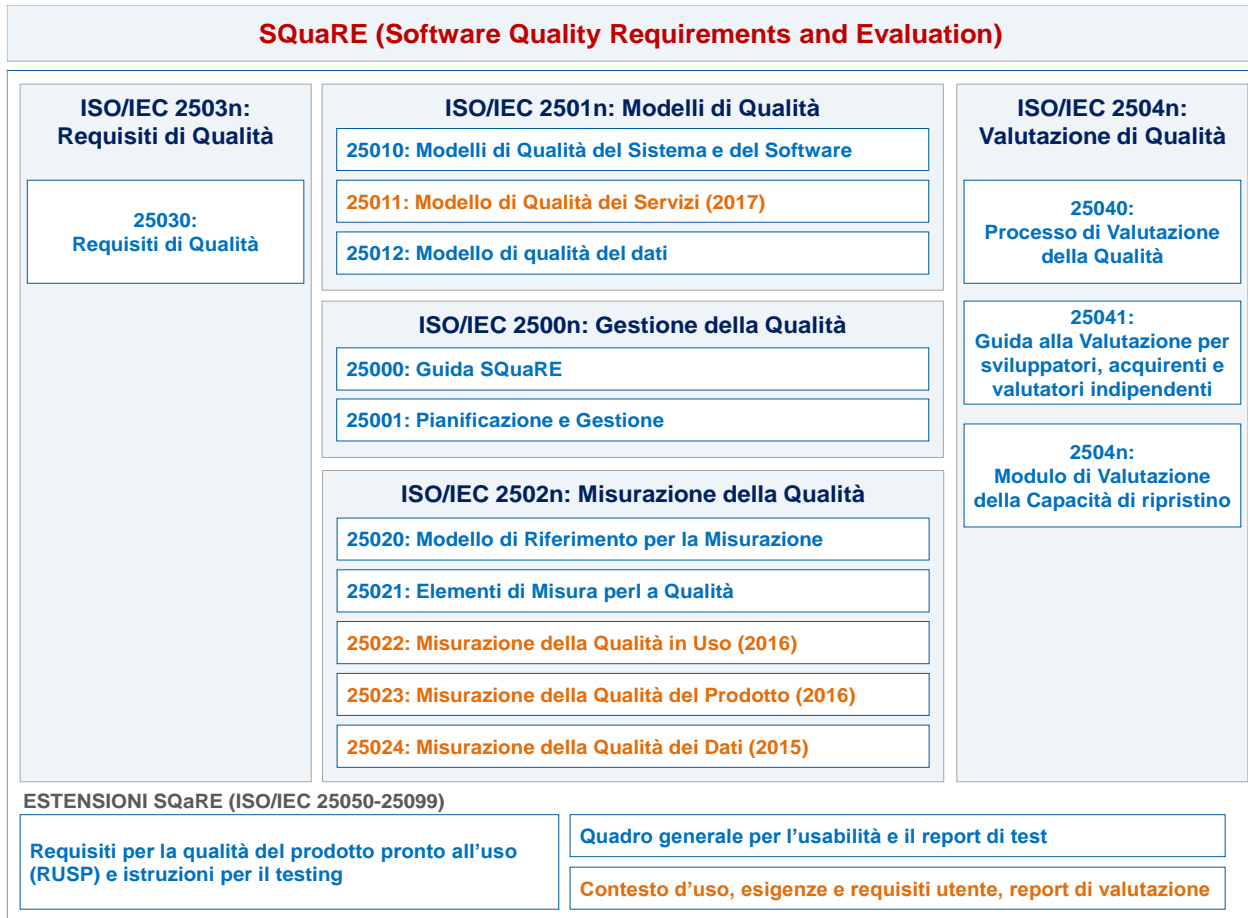 SQuaRE (Software Quality Requirements and Evaluation)
ISO/IEC 2503n:
Requisiti di Qualità
25030:
Requisiti di Qualità
ISO/IEC 2501n: Modelli di Qualità
25010: Modelli di Qualità del Sistema e del Software
25011: Modello di Qualità dei Servizi (2017)
25012: Modello di qualità del dati
ISO/IEC 2500n: Gestione della Qualità
25000: Guida SQuaRE
25001: Pianificazione e Gestione
ISO/IEC 2502n: Misurazione della Qualità
25020: Modello di Riferimento per la Misurazione
25021: Elementi di Misura perl a Qualità
25022: Misurazione della Qualità in Uso (2016)
25023: Misurazione della Qualità del Prodotto (2016)
25024: Misurazione della Qualità dei Dati (2015)
ISO/IEC 2504n:
Valutazione di Qualità
25040:
Processo di Valutazione
della Qualità
25041:
Guida alla Valutazione per
sviluppatori, acquirenti e
valutatori indipendenti
2504n:
Modulo di Valutazione
della Capacità di ripristino
ESTENSIONI SQaRE (ISO/IEC 25050-25099)
Requisiti per la qualità del prodotto pronto all'uso
(RUSP) e istruzioni per il testing
Quadro generale per l'usabilità e il report di test
Contesto d'uso, esigenze e requisiti utente, report di valutazione